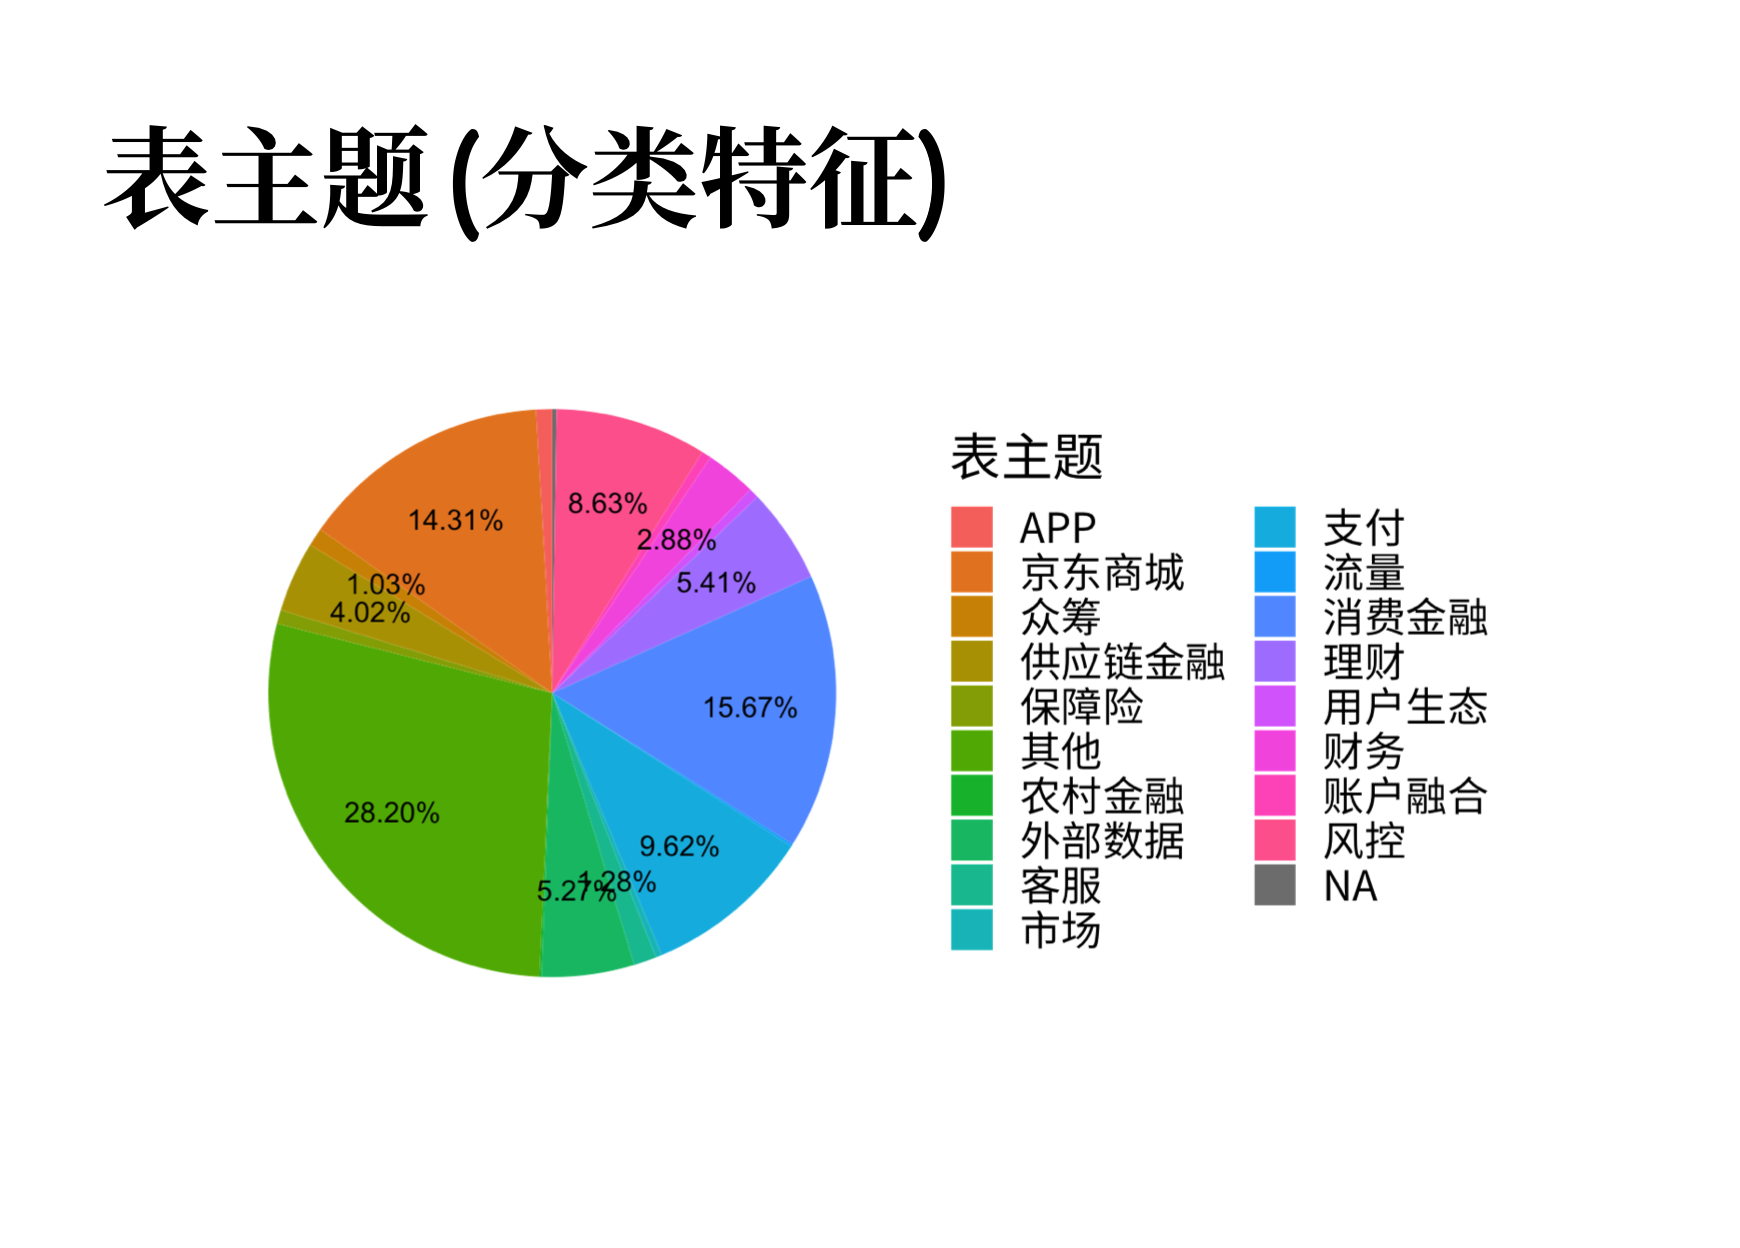 表主题(分类特征)
8.63%
14.31%
2.88%
5.41%
1.03%
4.02%
15.67%
28.20%
9.62%
1.28%
5.27%
表主题
APP
京东商城
众筹
供应链金融
保障险
其他
农村金融
外部数据
客服
市场
支付
流量
消费金融
理财
用户生态
财务
账户融合
风控
NA